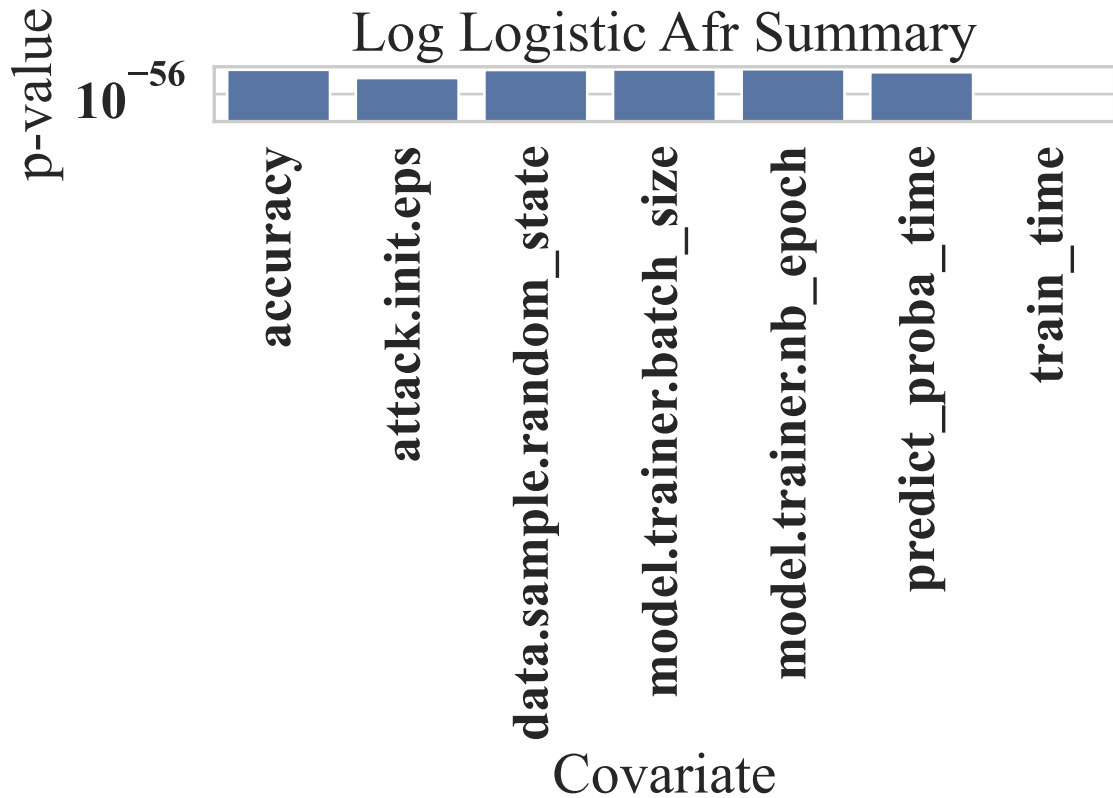 Log Logistic Afr Summary
p-value
10⁻⁵⁶
accuracy
attack.init.eps
data.sample.random_state
model.trainer.batch_size
model.trainer.nb_epoch
predict_proba_time
train_time
Covariate